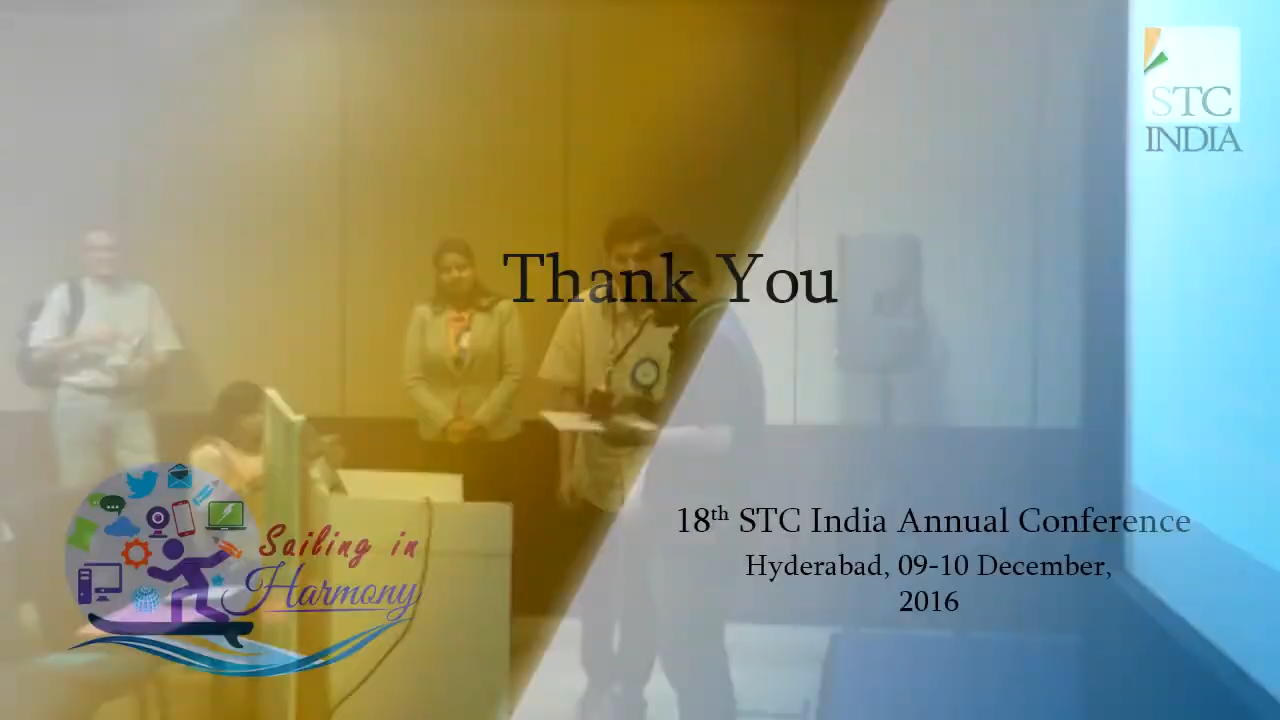 STC
INDIA
Thank You
18th STC India Annual Conference
Hyderabad, 09-10 December,
2016
Sailing in
Harmony